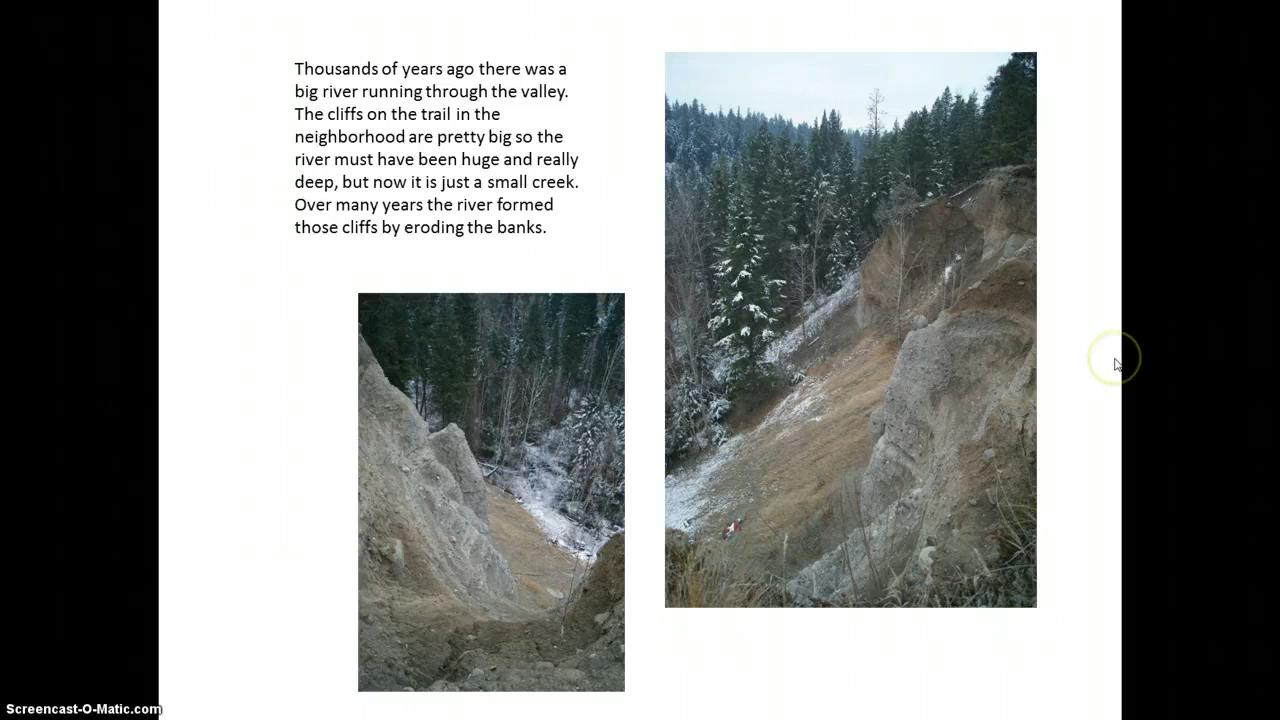 Thousands of years ago there was a
big river running through the valley.
The cliffs on the trail in the
neighborhood are pretty big so the
river must have been huge and really
deep, but now it is just a small creek.
Over many years the river formed
those cliffs by eroding the banks.
Screencast-O-Matic.com